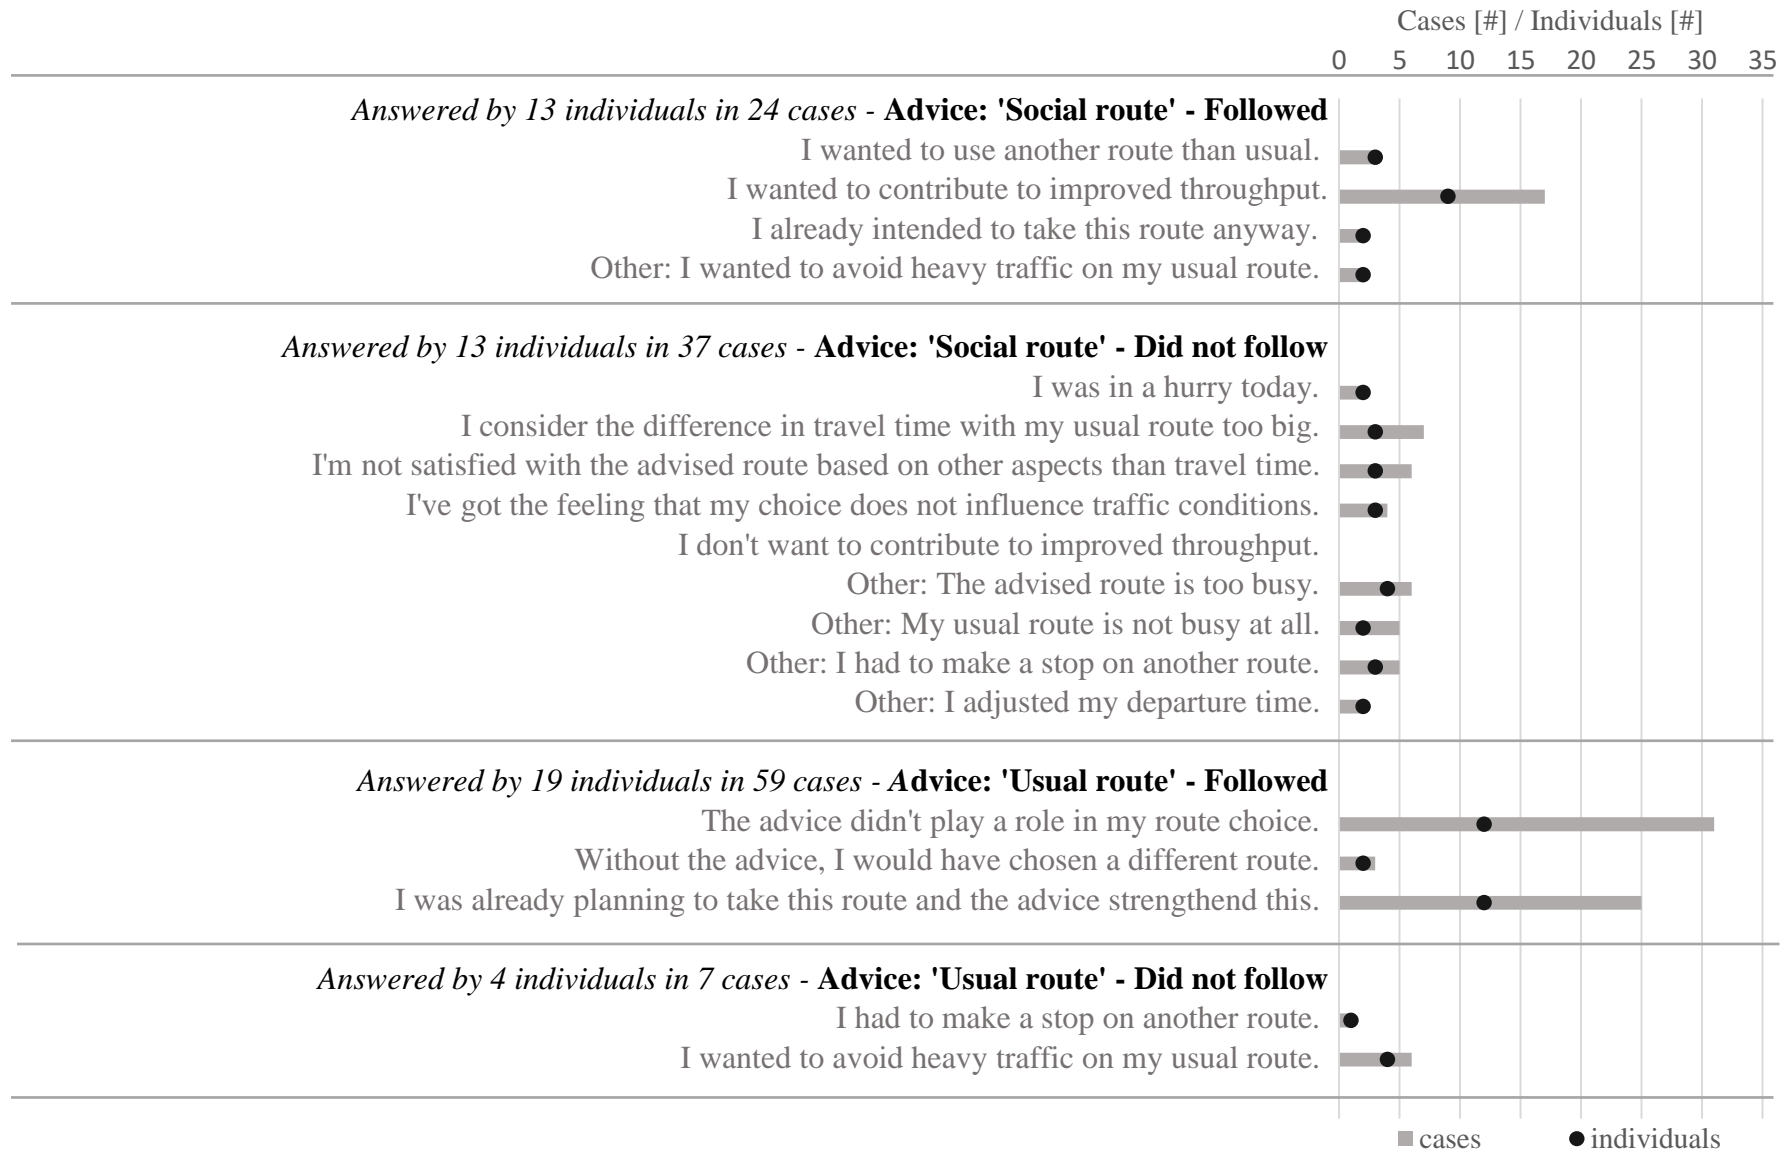 Cases [#] / Individuals [#]
0 5 10 15 20 25 30 35
Answered by 13 individuals in 24 cases - Advice: 'Social route' - Followed
I wanted to use another route than usual.
I wanted to contribute to improved throughput.
I already intended to take this route anyway.
Other: I wanted to avoid heavy traffic on my usual route.
Answered by 13 individuals in 37 cases - Advice: 'Social route' - Did not follow
I was in a hurry today.
I consider the difference in travel time with my usual route too big.
I'm not satisfied with the advised route based on other aspects than travel time.
I've got the feeling that my choice does not influence traffic conditions.
I don't want to contribute to improved throughput.
Other: The advised route is too busy.
Other: My usual route is not busy at all.
Other: I had to make a stop on another route.
Other: I adjusted my departure time.
Answered by 19 individuals in 59 cases - Advice: 'Usual route' - Followed
The advice didn't play a role in my route choice.
Without the advice, I would have chosen a different route.
I was already planning to take this route and the advice strengthend this.
Answered by 4 individuals in 7 cases - Advice: 'Usual route' - Did not follow
I had to make a stop on another route.
I wanted to avoid heavy traffic on my usual route.
cases individuals